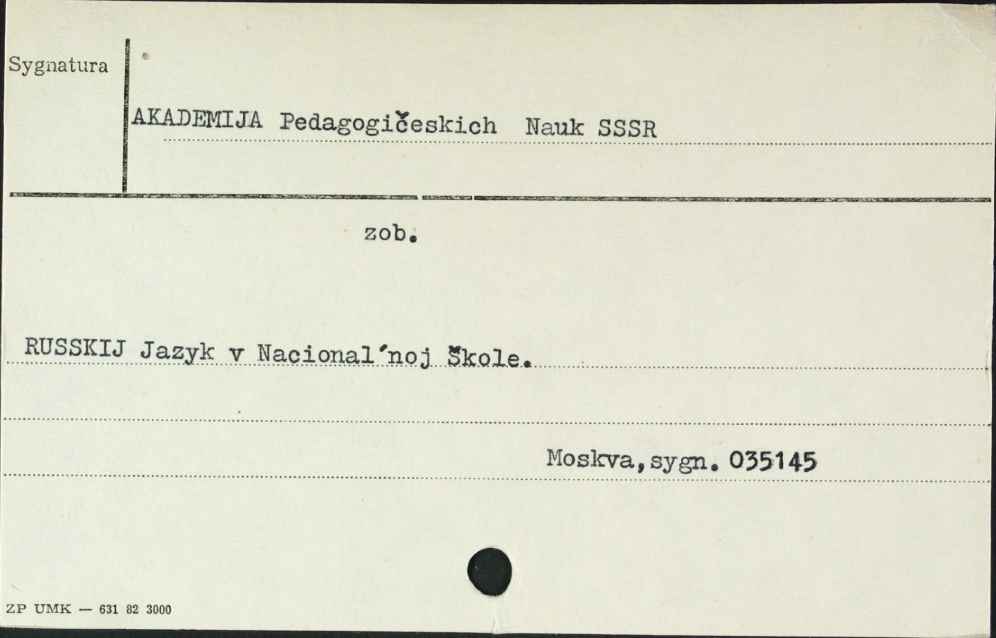 Sygnatura
AKADEMIJA Pedagogičeskich Nauk SSSR
zob.
RUSSKIJ Jazyk v Nacional'noj Škole.
Moskva, sygn. 035145
ZP UMK — 631 82 3000